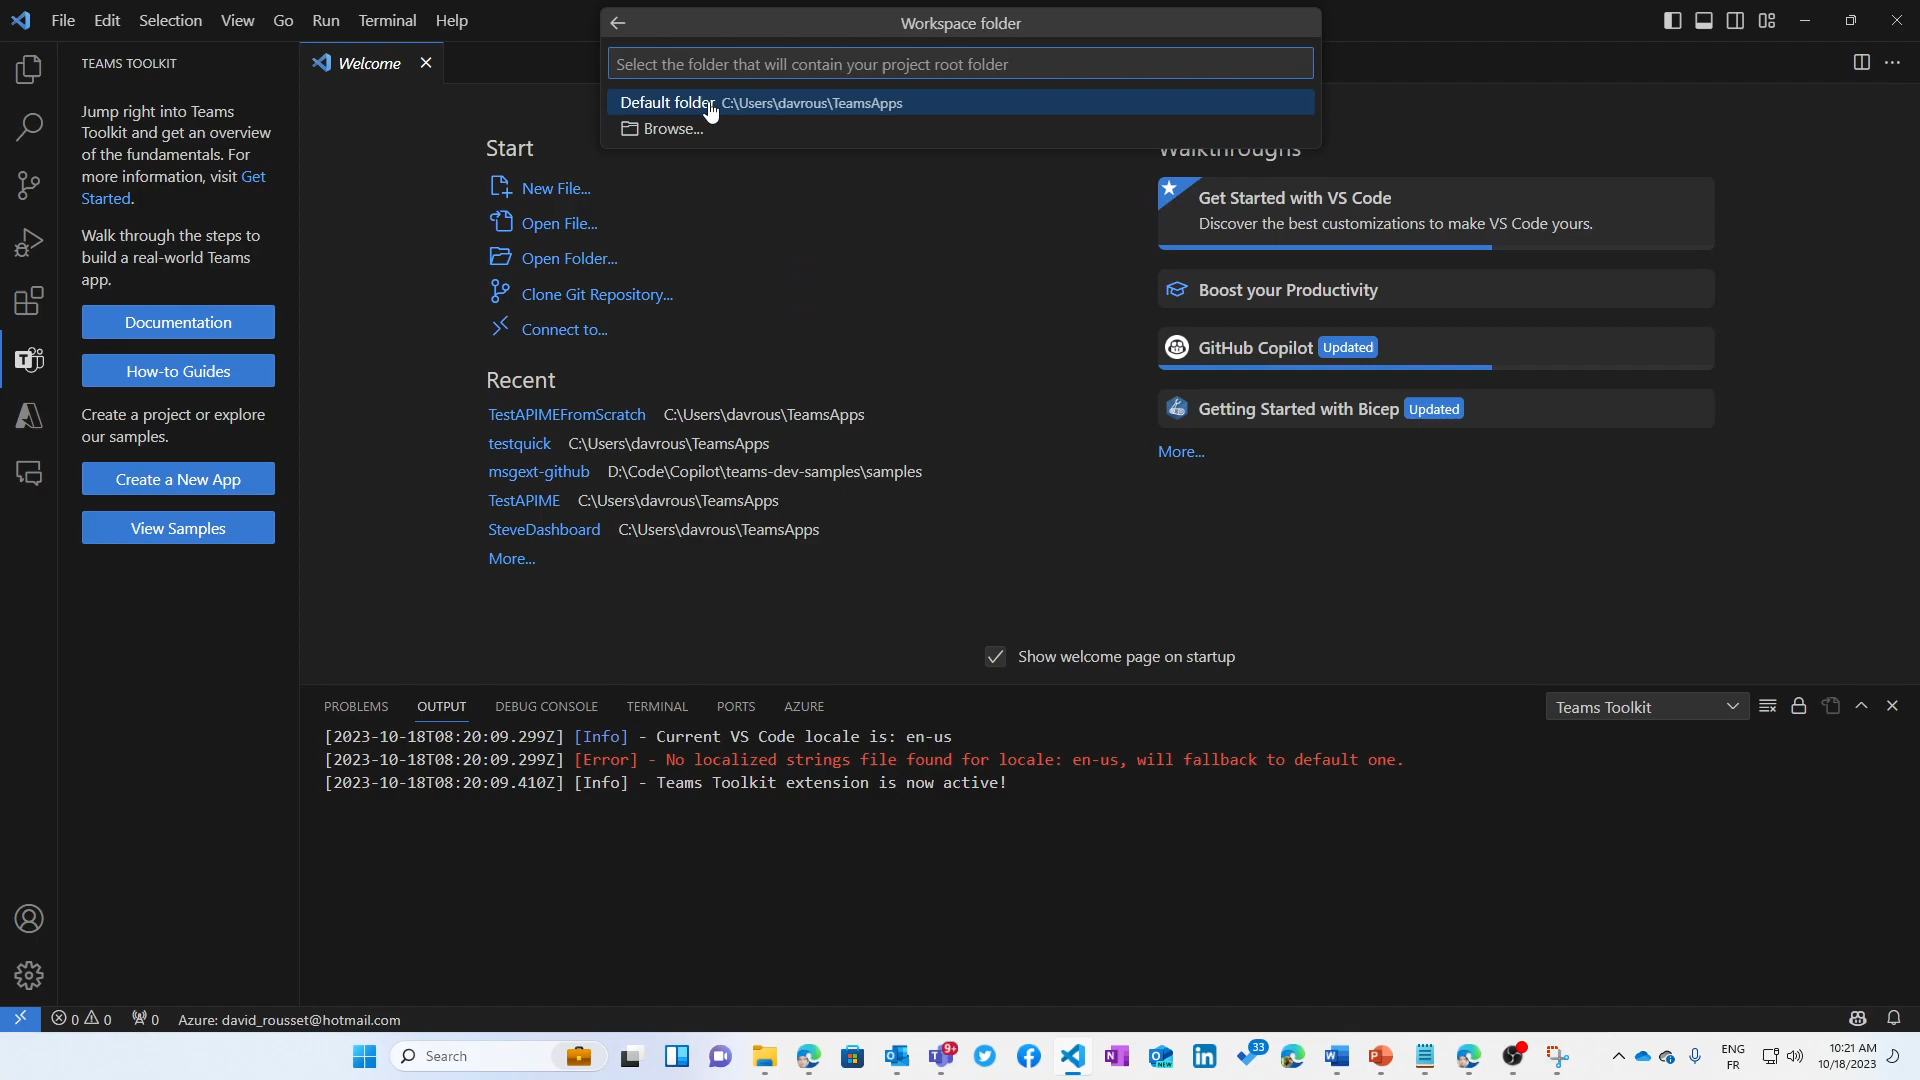 File Edit Selection View Go Run Terminal Help
Workspace folder
Select the folder that will contain your project root folder
Default folder C:\Users\davrous\TeamsApps
Browse...
TEAMS TOOLKIT
Jump right into Teams
Toolkit and get an overview
of the fundamentals. For
more information, visit Get
Started.
Walk through the steps to
build a real-world Teams
app.
Documentation
How-to Guides
Create a project or explore
our samples.
Create a New App
View Samples
Welcome
Start
New File...
Open File...
Open Folder...
Clone Git Repository...
Connect to...
Recent
TestAPIMEFromScratch C:\Users\davrous\TeamsApps
testquick C:\Users\davrous\TeamsApps
msgext-github D:\Code\Copilot\teams-dev-samples\samples
TestAPIME C:\Users\davrous\TeamsApps
SteveDashboard C:\Users\davrous\TeamsApps
More...
Walkthroughs
Get Started with VS Code
Discover the best customizations to make VS Code yours.
Boost your Productivity
GitHub Copilot Updated
Getting Started with Bicep Updated
More...
Show welcome page on startup
PROBLEMS OUTPUT DEBUG CONSOLE TERMINAL PORTS AZURE
Teams Toolkit
[2023-10-18T08:20:09.299Z] [Info] - Current VS Code locale is: en-us
[2023-10-18T08:20:09.299Z] [Error] - No localized strings file found for locale: en-us, will fallback to default one.
[2023-10-18T08:20:09.410Z] [Info] - Teams Toolkit extension is now active!
0 0 0 Azure: david_rousset@hotmail.com
Search
9+
NEW
33
ENG
FR
10:21 AM
10/18/2023